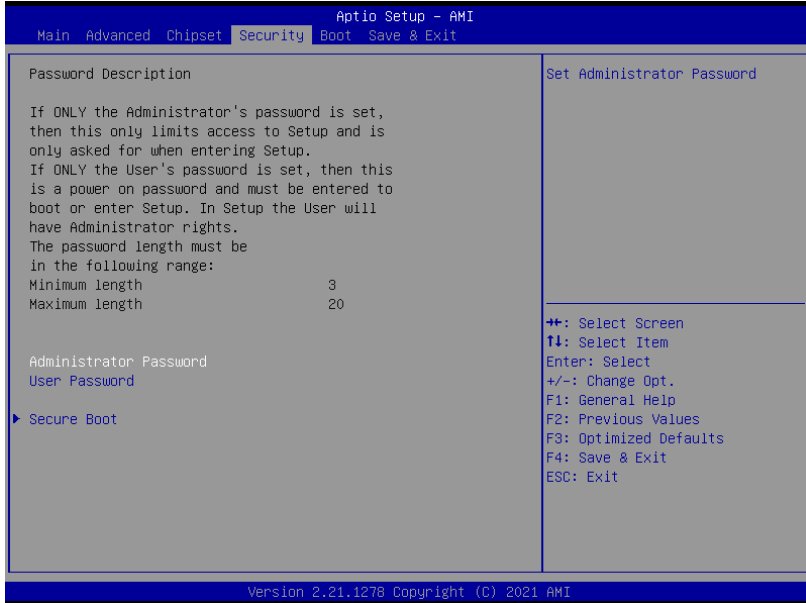 Aptio Setup – AMI
Main Advanced Chipset Security Boot Save & Exit
Password Description
If ONLY the Administrator's password is set,
then this only limits access to Setup and is
only asked for when entering Setup.
If ONLY the User's password is set, then this
is a power on password and must be entered to
boot or enter Setup. In Setup the User will
have Administrator rights.
The password length must be
in the following range:
Minimum length 3
Maximum length 20
Administrator Password
User Password
Secure Boot
Set Administrator Password
→←: Select Screen
↑↓: Select Item
Enter: Select
+/-: Change Opt.
F1: General Help
F2: Previous Values
F3: Optimized Defaults
F4: Save & Exit
ESC: Exit
Version 2.21.1278 Copyright (C) 2021 AMI